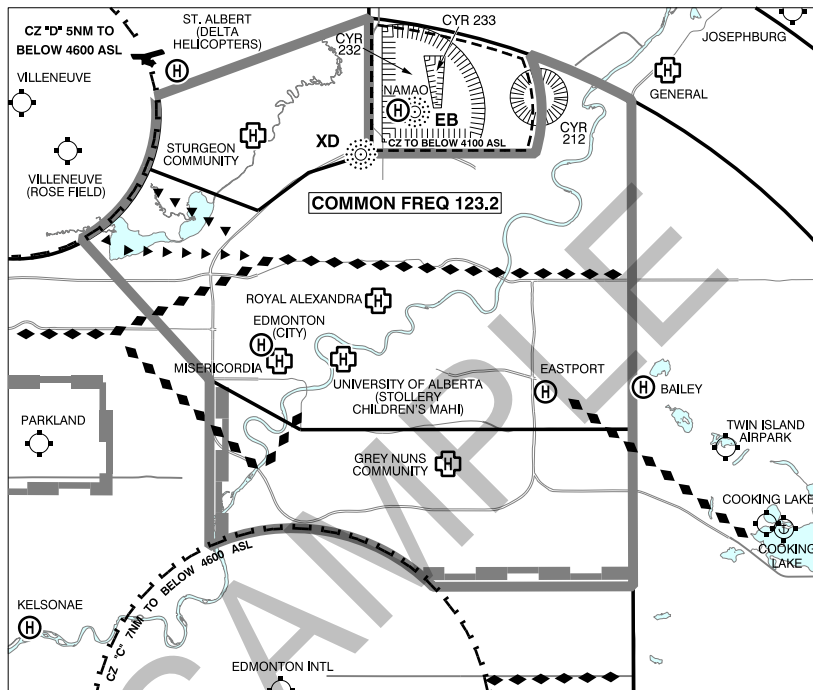 CZ "D" 5NM TO
BELOW 4600 ASL
ST. ALBERT
(DELTA
HELICOPTERS)
CYR
232
CYR 233
JOSEPHBURG
VILLENEUVE
GENERAL
NAMAO
EB
CZ TO BELOW 4100 ASL
CYR
212
STURGEON
COMMUNITY
XD
VILLENEUVE
(ROSE FIELD)
COMMON FREQ 123.2
ROYAL ALEXANDRA
EDMONTON
(CITY)
MISERICORDIA
UNIVERSITY OF ALBERTA
(STOLLERY
CHILDREN'S MAHI)
EASTPORT
BAILEY
PARKLAND
TWIN ISLAND
AIRPARK
GREY NUNS
COMMUNITY
COOKING LAKE
COOKING
LAKE
CZ "C" 7NM TO BELOW 4600 ASL
KELSONAE
EDMONTON INTL
SAMPLE
H
H
H
H
H
H
H
H
H
H
H
H